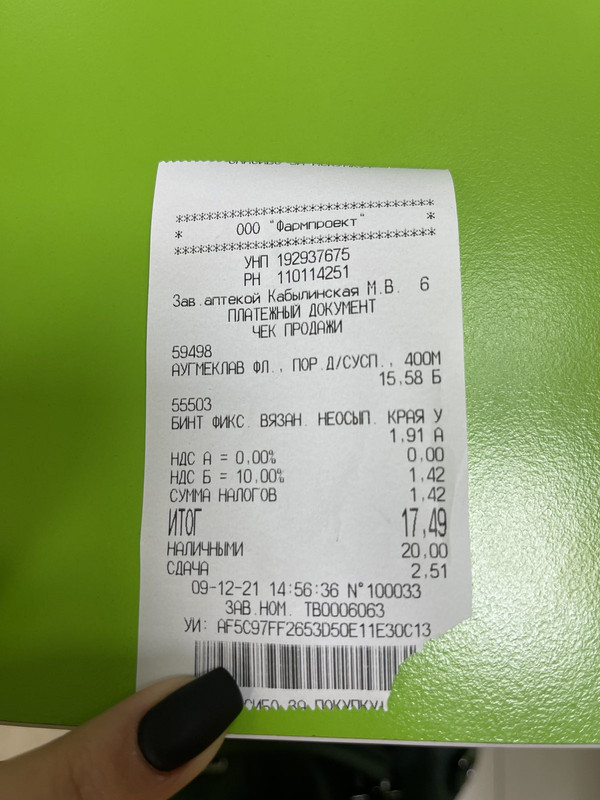 *******************************
* ООО "Фармпроект" *
*******************************
УНП 192937675
РН 110114251
Зав.аптекой Кабылинская М.В. 6
ПЛАТЕЖНЫЙ ДОКУМЕНТ
ЧЕК ПРОДАЖИ
59498
АУГМЕКЛАВ ФЛ., ПОР.Д/СУСП., 400М
15,58 Б
55503
БИНТ ФИКС. ВЯЗАН. НЕОСЫП. КРАЯ У
1,91 А
НДС А = 0,00% 0,00
НДС Б = 10,00% 1,42
СУММА НАЛОГОВ 1,42
ИТОГ 17,49
НАЛИЧНЫМИ 20,00
СДАЧА 2,51
09-12-21 14:56:36 N°100033
ЗАВ.НОМ. ТВ0006063
УИ: AF5C97FF2653D50E11E30C13
ЗА ПОКУПКУ!